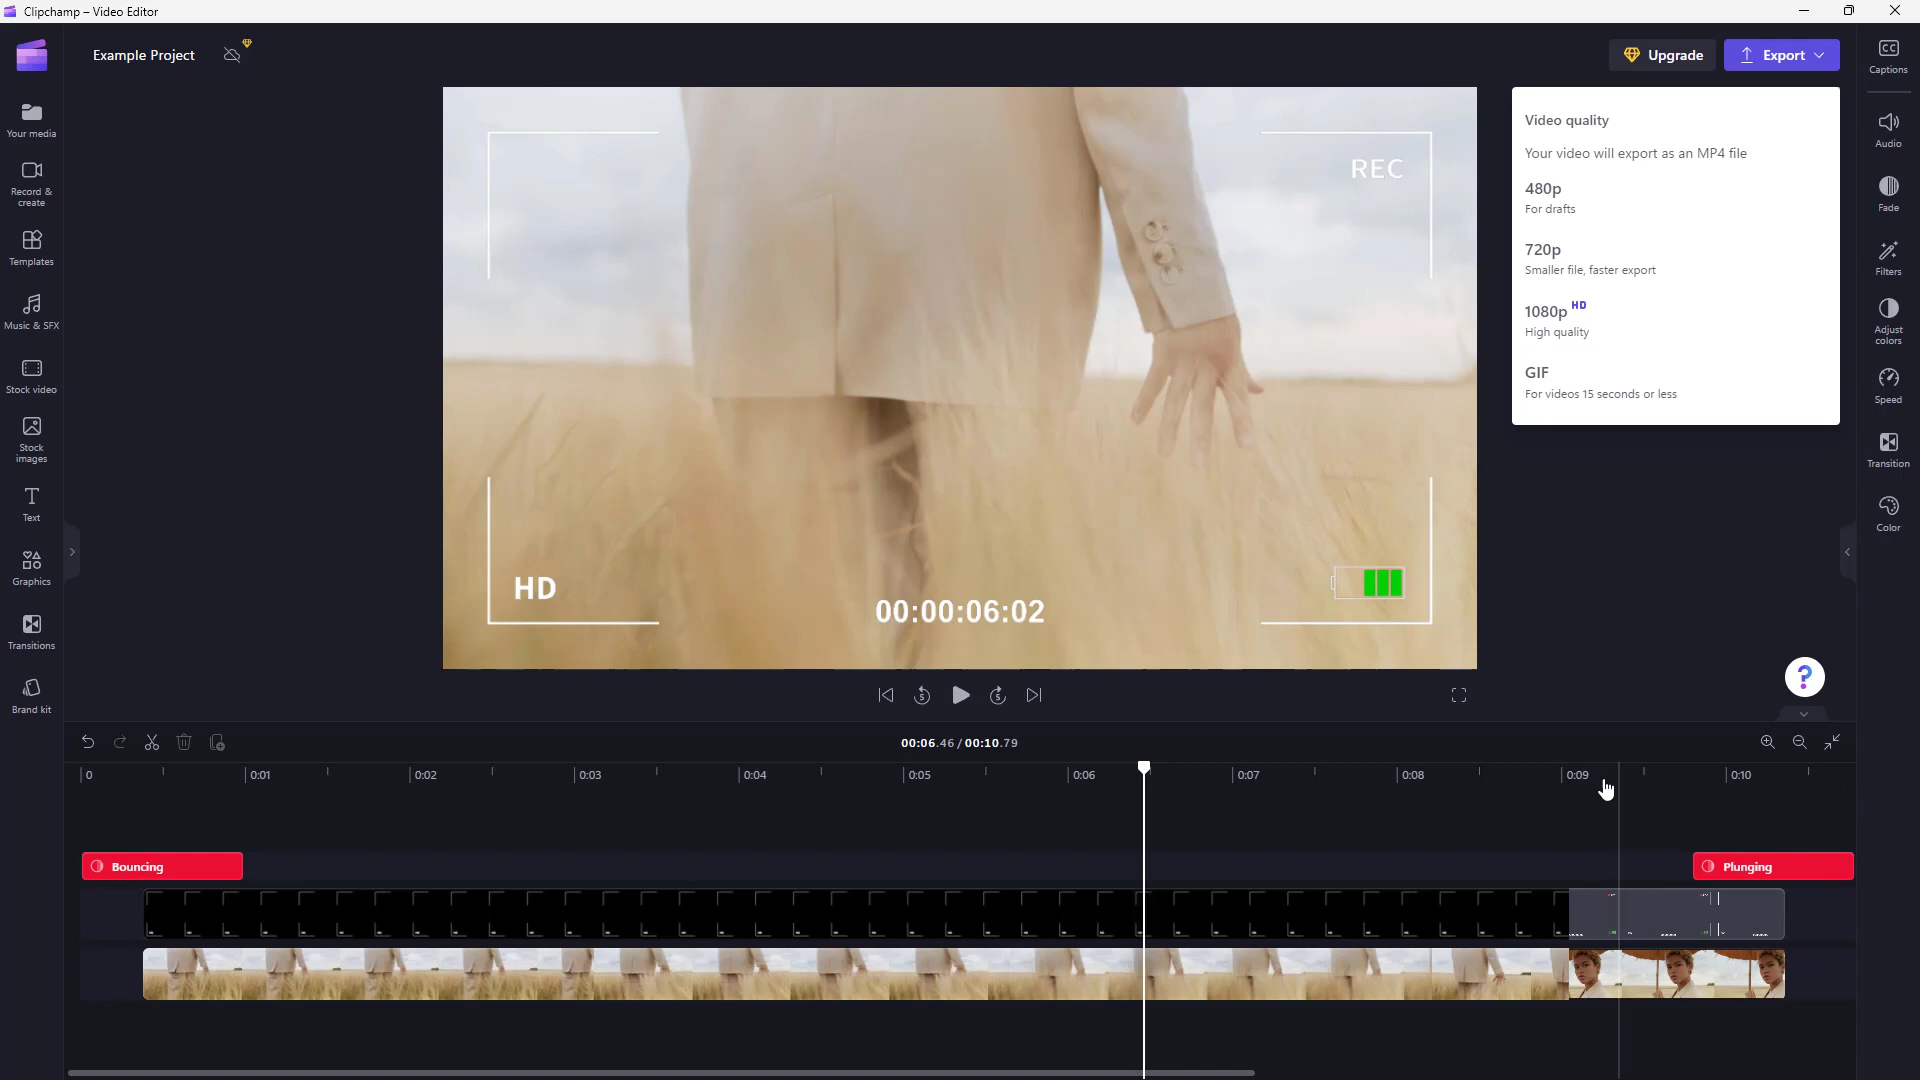 Clipchamp – Video Editor
Example Project
Upgrade
Export
CC
Captions
Your media
Record &
create
Templates
Music & SFX
Stock video
Stock
images
Text
Graphics
Transitions
Brand kit
REC
HD
00:00:06:02
Video quality
Your video will export as an MP4 file
480p
For drafts
720p
Smaller file, faster export
1080p HD
High quality
GIF
For videos 15 seconds or less
Audio
Fade
Filters
Adjust
colors
Speed
Transition
Color
5
5
?
00:06.46 / 00:10.79
0
0:01
0:02
0:03
0:04
0:05
0:06
0:07
0:08
0:09
0:10
Bouncing
Plunging